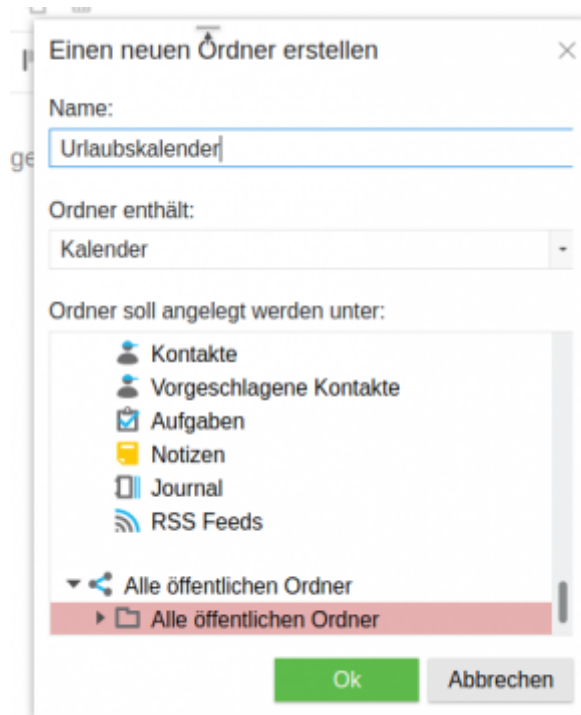 Einen neuen Ordner erstellen
Name:
ge
Urlaubskalender
Ordner enthält:
Kalender
Ordner soll angelegt werden unter:
Kontakte
Vorgeschlagene Kontakte
Aufgaben
Notizen
Journal
RSS Feeds
Alle öffentlichen Ordner
Alle öffentlichen Ordner
Ok
Abbrechen